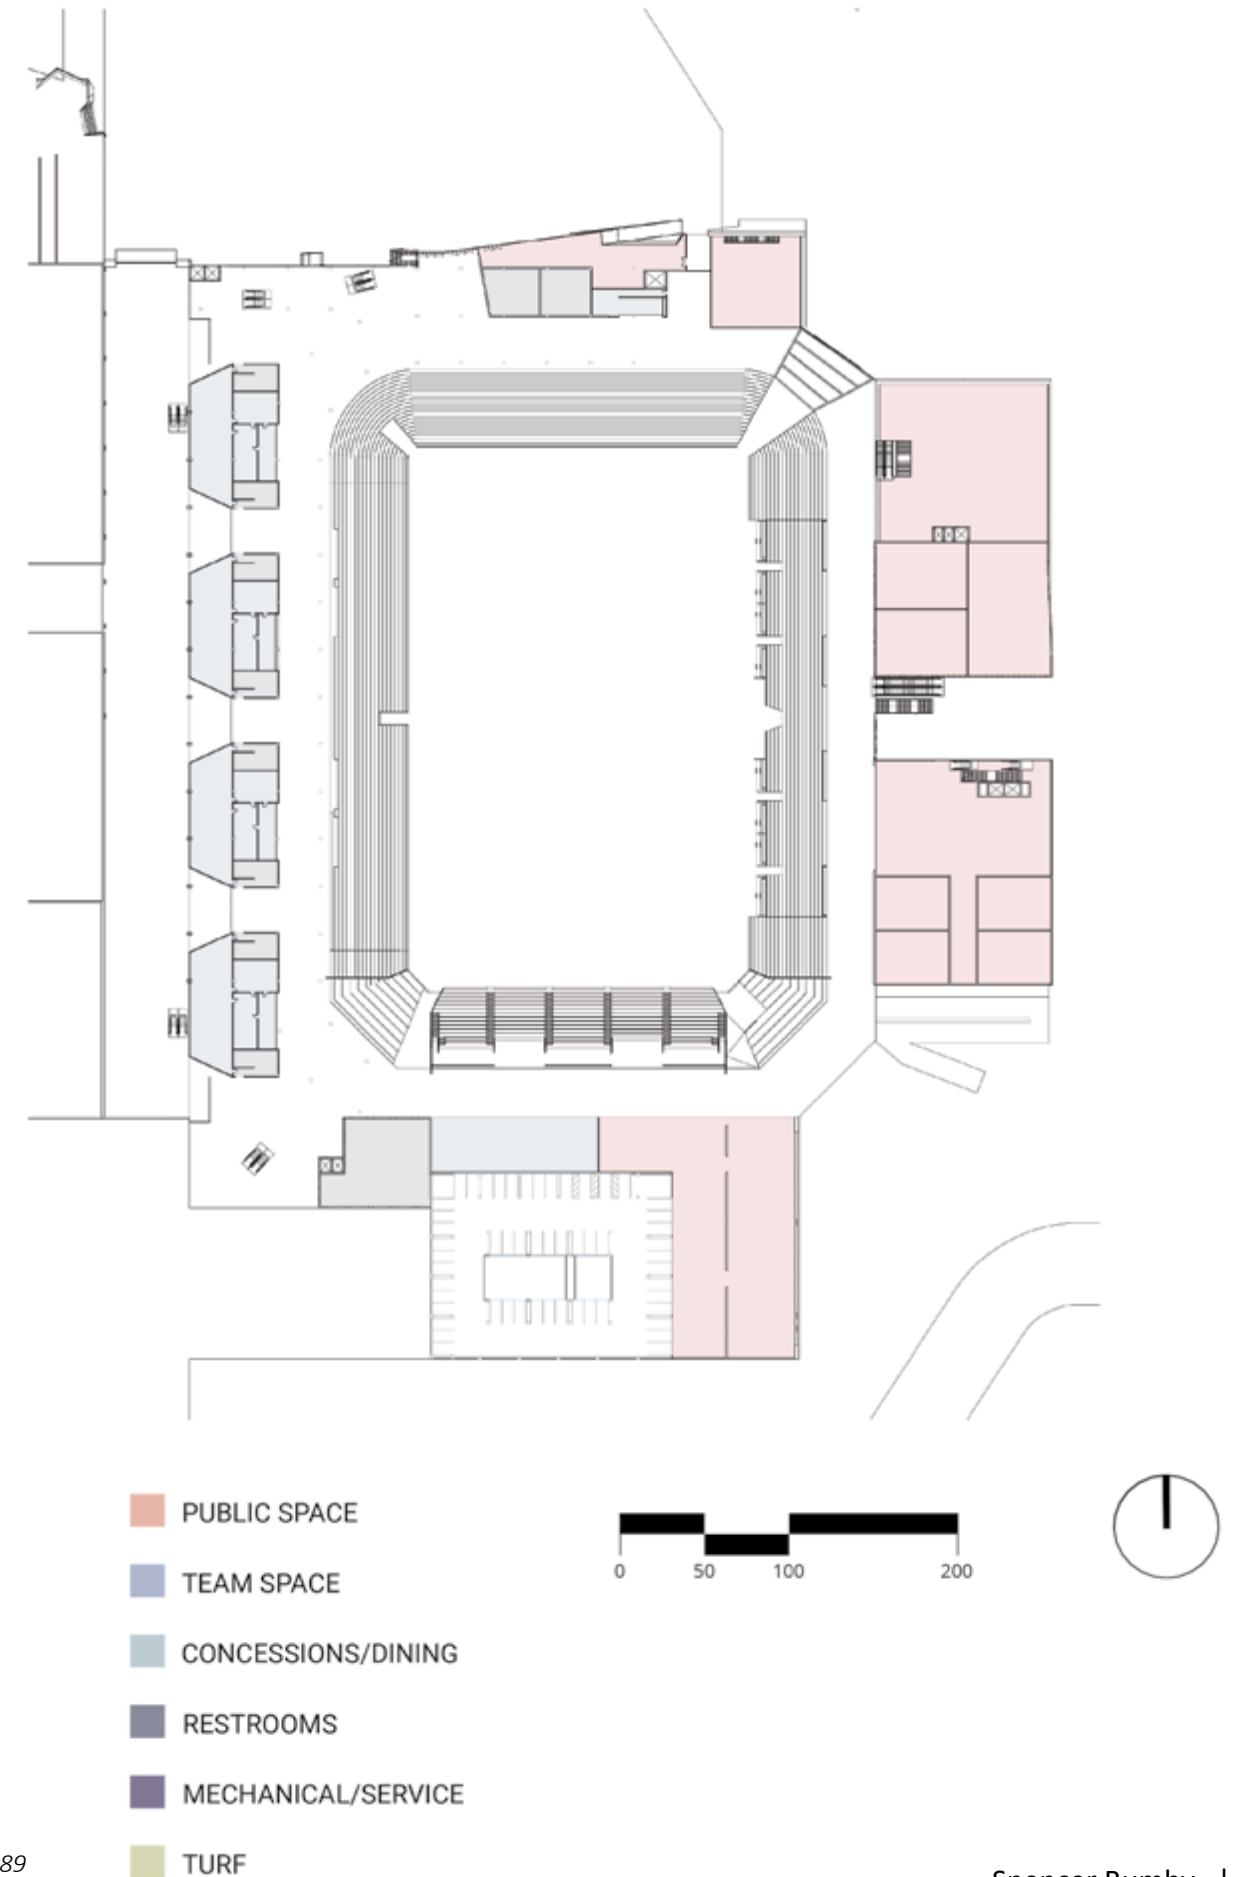 PUBLIC SPACE
TEAM SPACE
CONCESSIONS/DINING
RESTROOMS
MECHANICAL/SERVICE
TURF
0 50 100 200
89